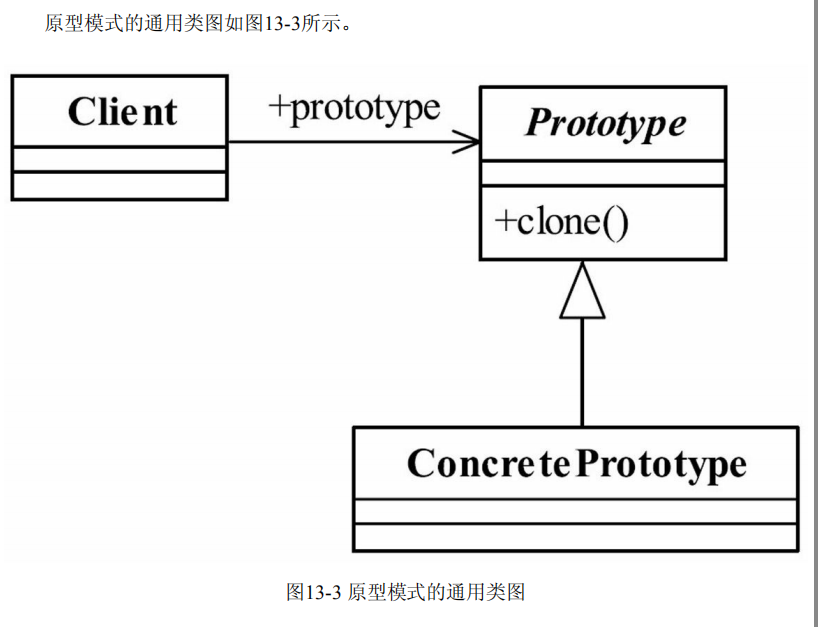 原型模式的通用类图如图13-3所示。
Client
+prototype
Prototype
+clone()
ConcretePrototype
图13-3 原型模式的通用类图